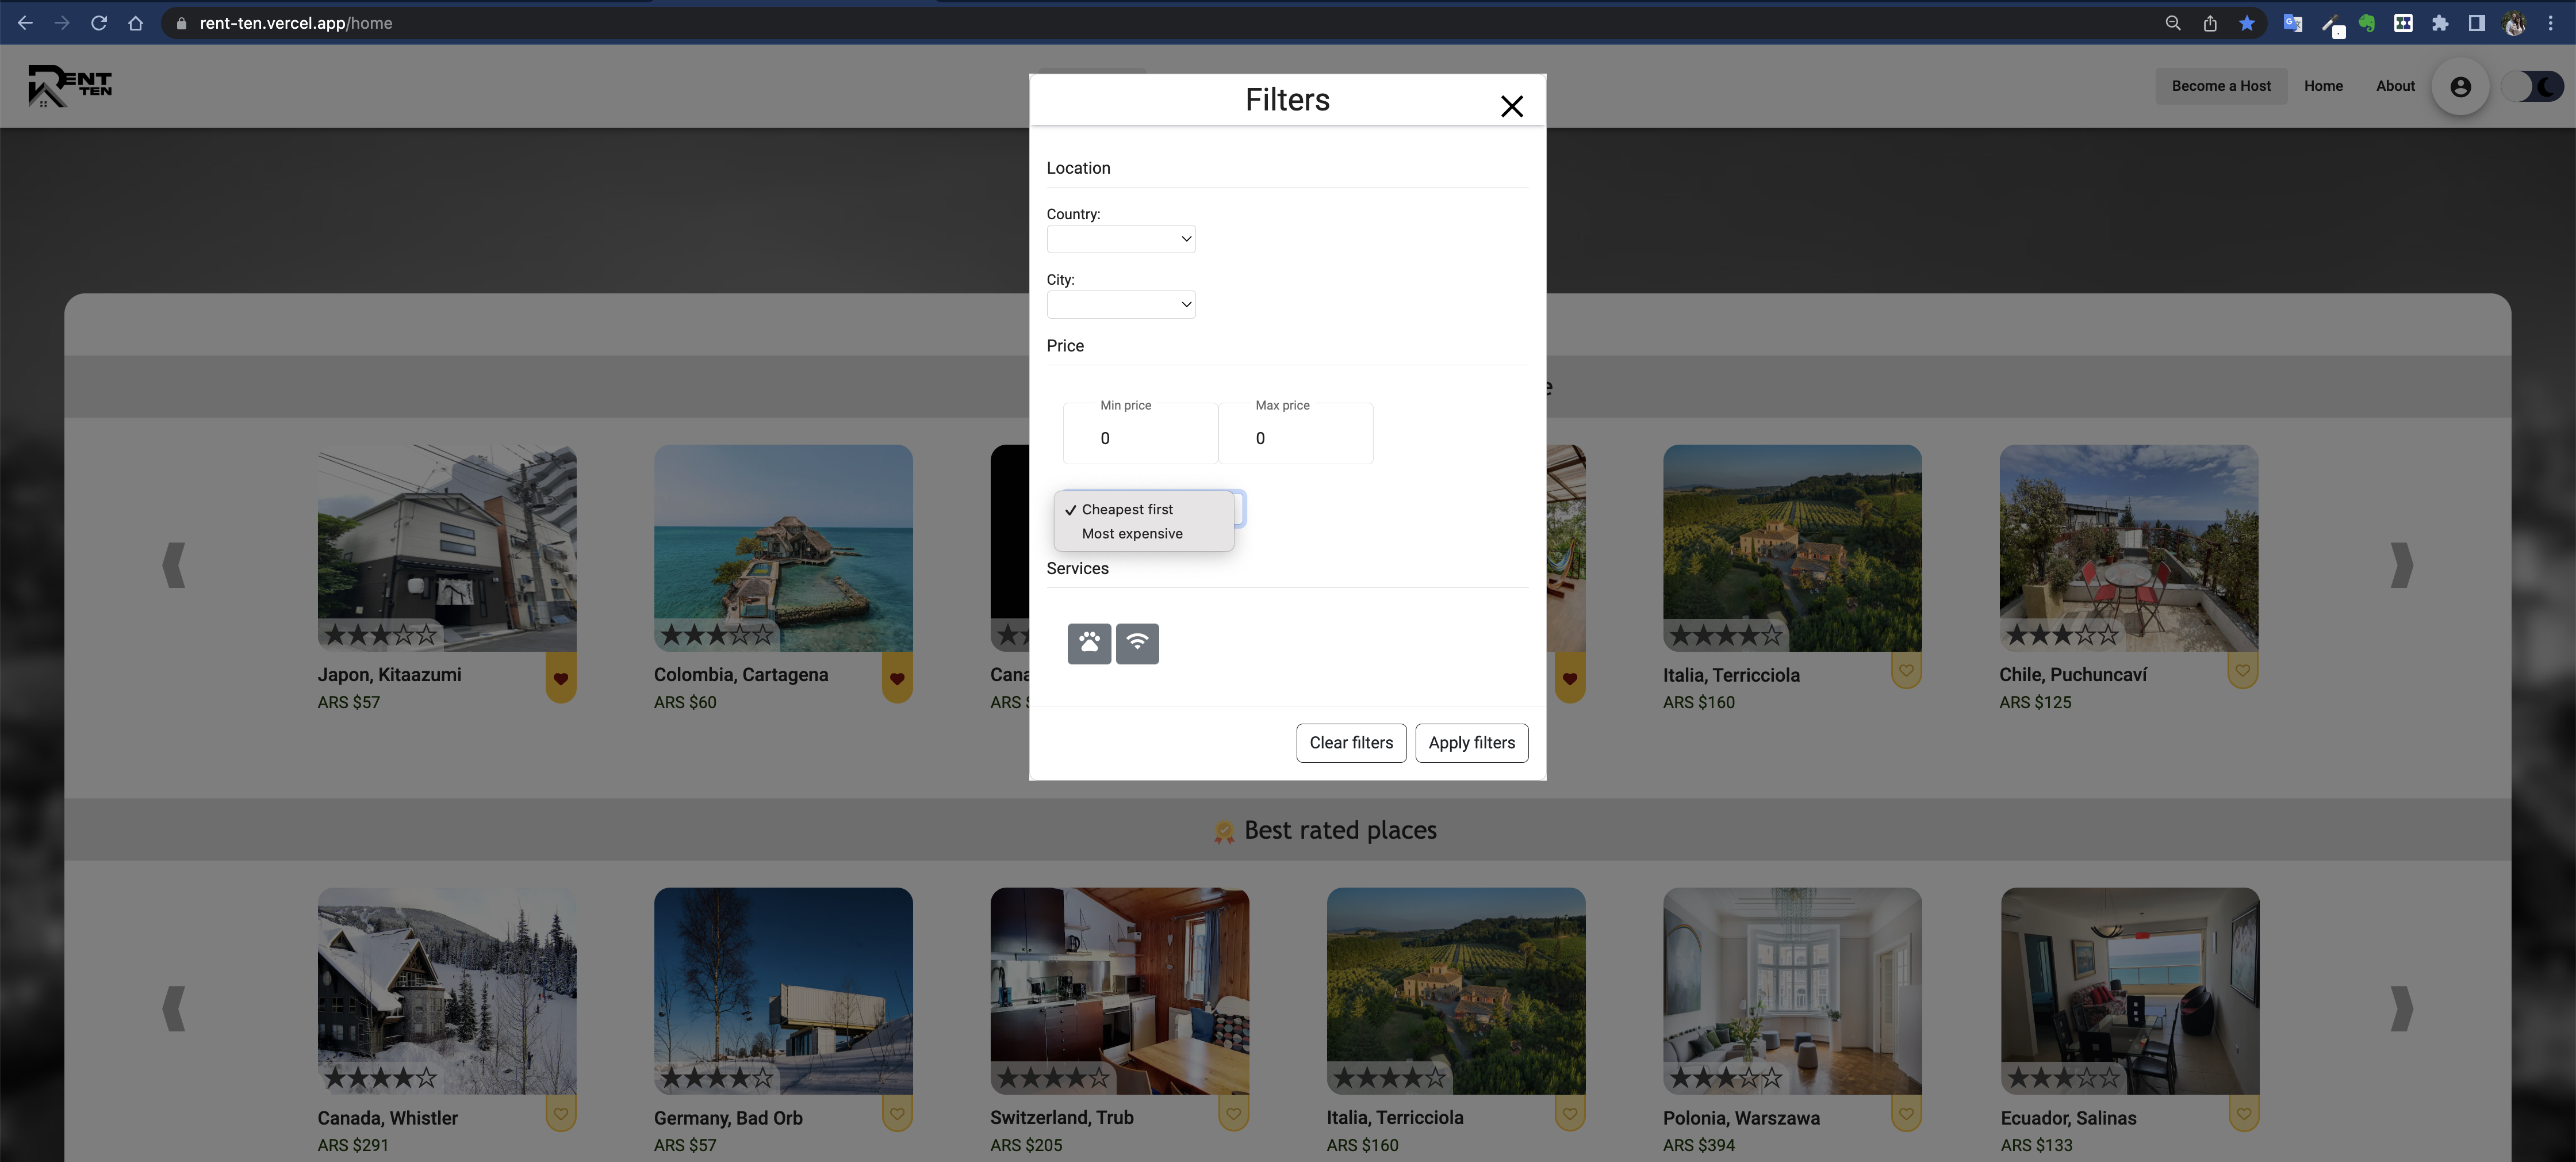 rent-ten.vercel.app/home
RENT
TEN
Become a Host
Home
About
Filters
Location
Country:
City:
Price
Min price
Max price
0
0
Cheapest first
Most expensive
Services
Clear filters
Apply filters
Japon, Kitaazumi
ARS $57
Colombia, Cartagena
ARS $60
Italia, Terricciola
ARS $160
Chile, Puchuncaví
ARS $125
Best rated places
Canada, Whistler
ARS $291
Germany, Bad Orb
ARS $57
Switzerland, Trub
ARS $205
Italia, Terricciola
ARS $160
Polonia, Warszawa
ARS $394
Ecuador, Salinas
ARS $133